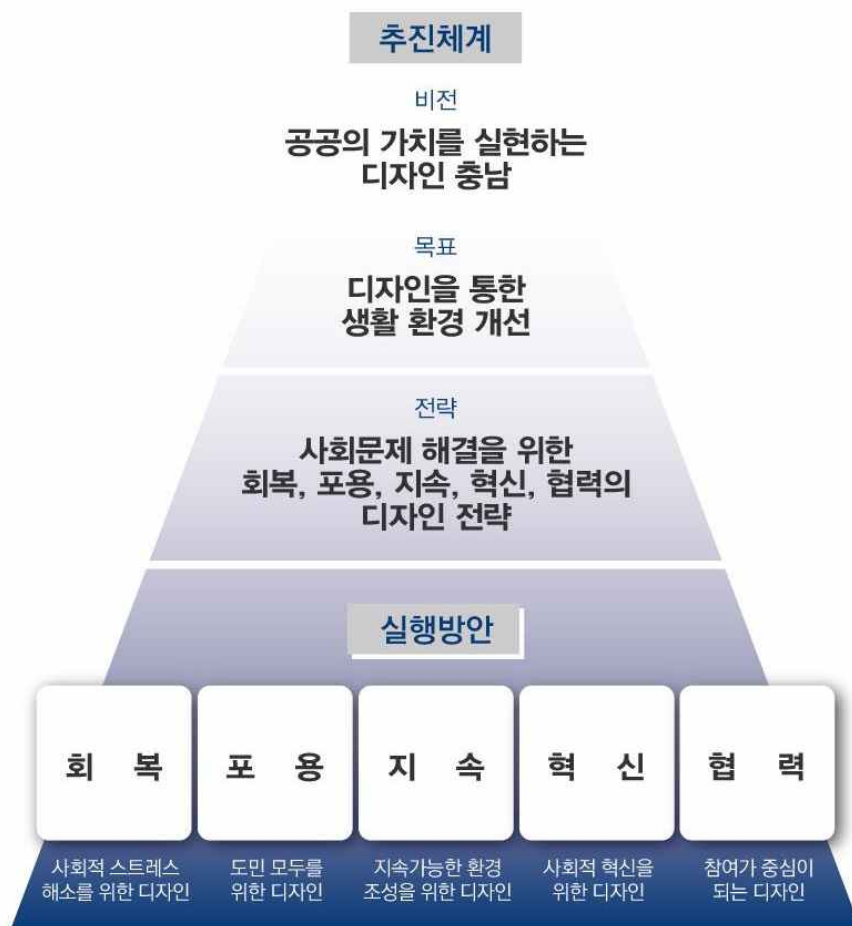 추진체계
비전
공공의 가치를 실현하는
디자인 충남
목표
디자인을 통한
생활 환경 개선
전략
사회문제 해결을 위한
회복, 포용, 지속, 혁신, 협력의
디자인 전략
실행방안
회 복
포 용
지 속
혁 신
협 력
사회적 스트레스
해소를 위한 디자인
도민 모두를
위한 디자인
지속가능한 환경
조성을 위한 디자인
사회적 혁신을
위한 디자인
참여가 중심이
되는 디자인